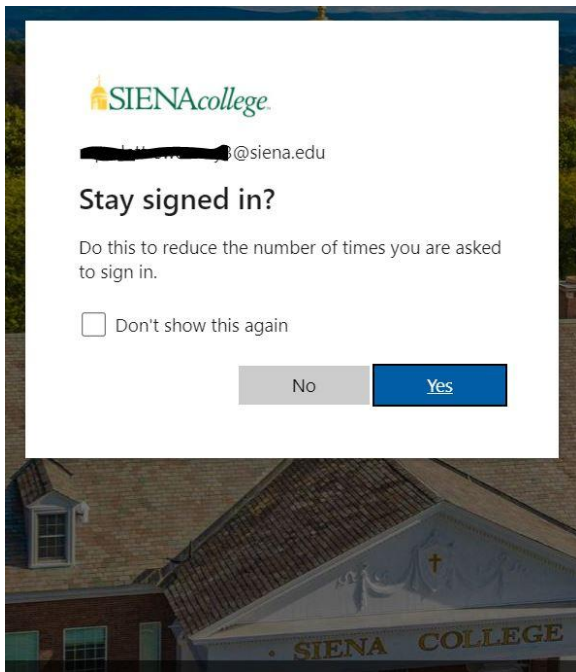 SIENAcollege.
@siena.edu
Stay signed in?
Do this to reduce the number of times you are asked
to sign in.
Don't show this again
No
Yes
SIENA COLLEGE